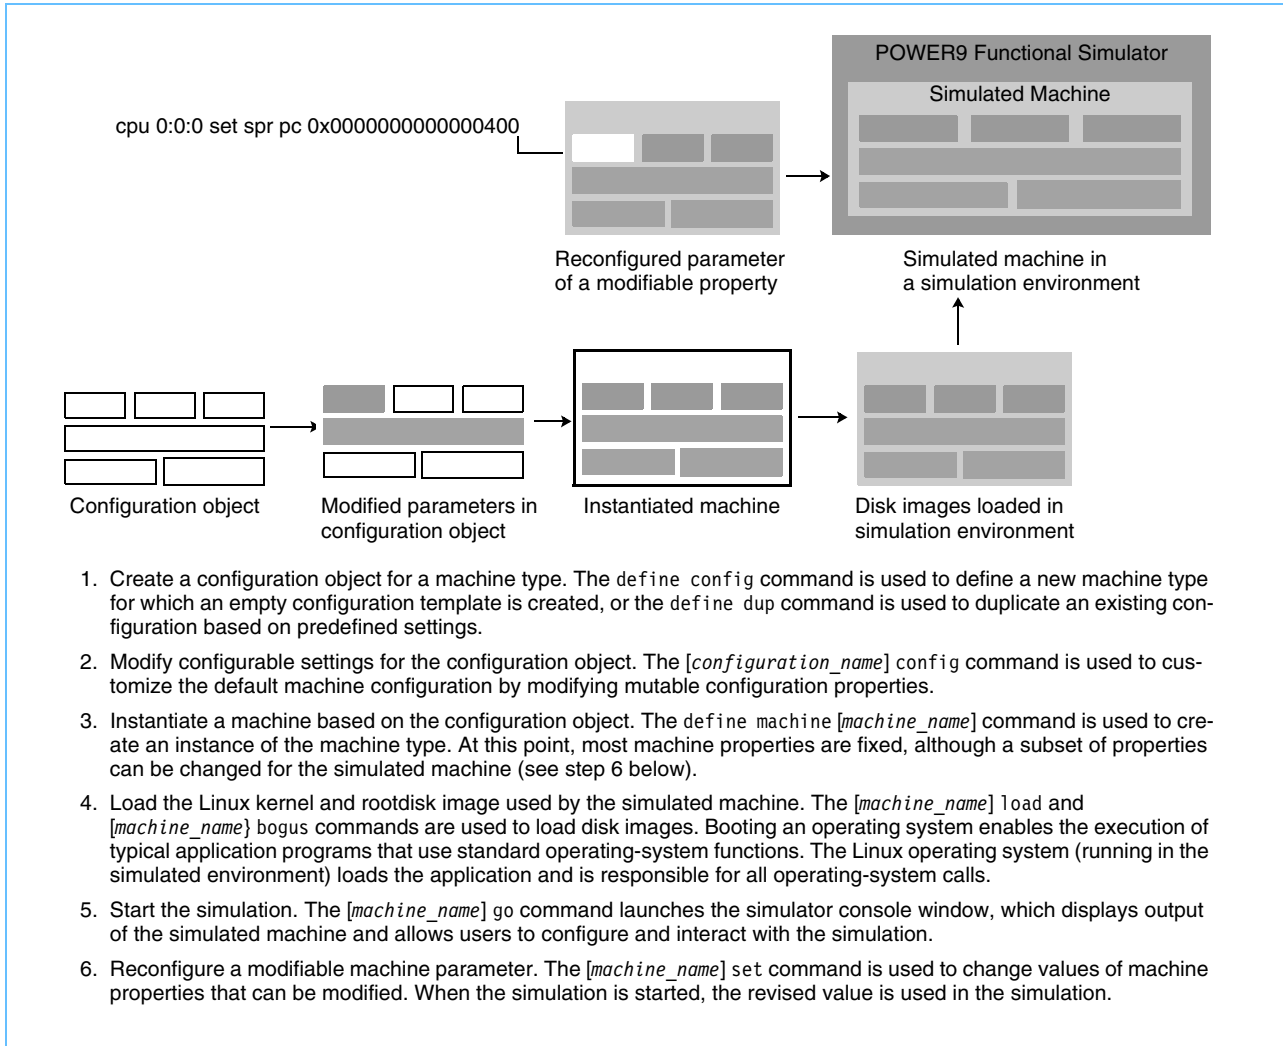 POWER9 Functional Simulator
Simulated Machine
cpu 0:0:0 set spr pc 0x0000000000000400
Reconfigured parameter
of a modifiable property
Simulated machine in
a simulation environment
Configuration object
Modified parameters in
configuration object
Instantiated machine
Disk images loaded in
simulation environment
1. Create a configuration object for a machine type. The define config command is used to define a new machine type
for which an empty configuration template is created, or the define dup command is used to duplicate an existing con-
figuration based on predefined settings.
2. Modify configurable settings for the configuration object. The [configuration_name] config command is used to cus-
tomize the default machine configuration by modifying mutable configuration properties.
3. Instantiate a machine based on the configuration object. The define machine [machine_name] command is used to cre-
ate an instance of the machine type. At this point, most machine properties are fixed, although a subset of properties
can be changed for the simulated machine (see step 6 below).
4. Load the Linux kernel and rootdisk image used by the simulated machine. The [machine_name] load and
[machine_name} bogus commands are used to load disk images. Booting an operating system enables the execution of
typical application programs that use standard operating-system functions. The Linux operating system (running in the
simulated environment) loads the application and is responsible for all operating-system calls.
5. Start the simulation. The [machine_name] go command launches the simulator console window, which displays output
of the simulated machine and allows users to configure and interact with the simulation.
6. Reconfigure a modifiable machine parameter. The [machine_name] set command is used to change values of machine
properties that can be modified. When the simulation is started, the revised value is used in the simulation.